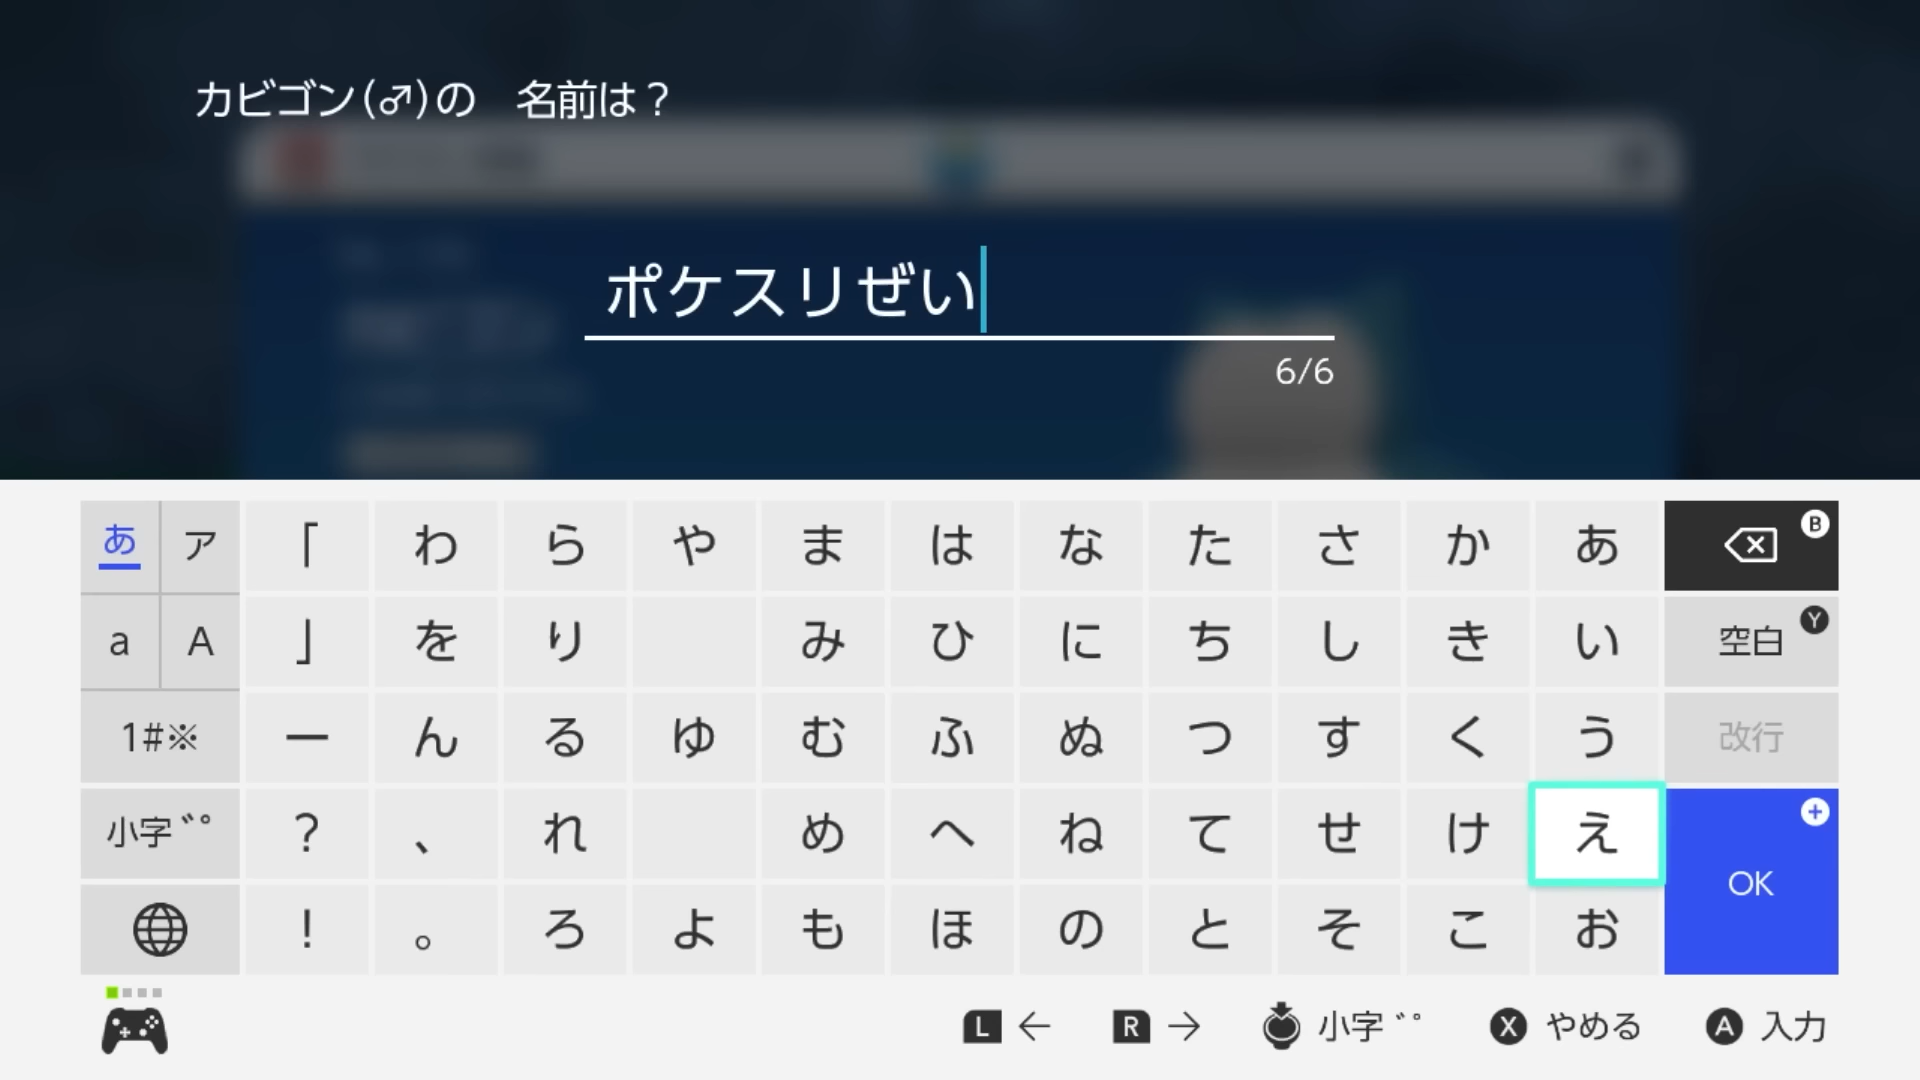 カビゴン(♂)の　名前は？
ポケスリぜい
6/6
あ ア 「 わ ら や ま は な た さ か あ B
a A 」 を り み ひ に ち し き い 空白 Y
1#※ ー ん る ゆ む ふ ぬ つ す く う 改行
小字゛゜ ？ 、 れ め へ ね て せ け え +
！ 。 ろ よ も ほ の と そ こ お OK
L ← R → 小字゛゜ X やめる A 入力